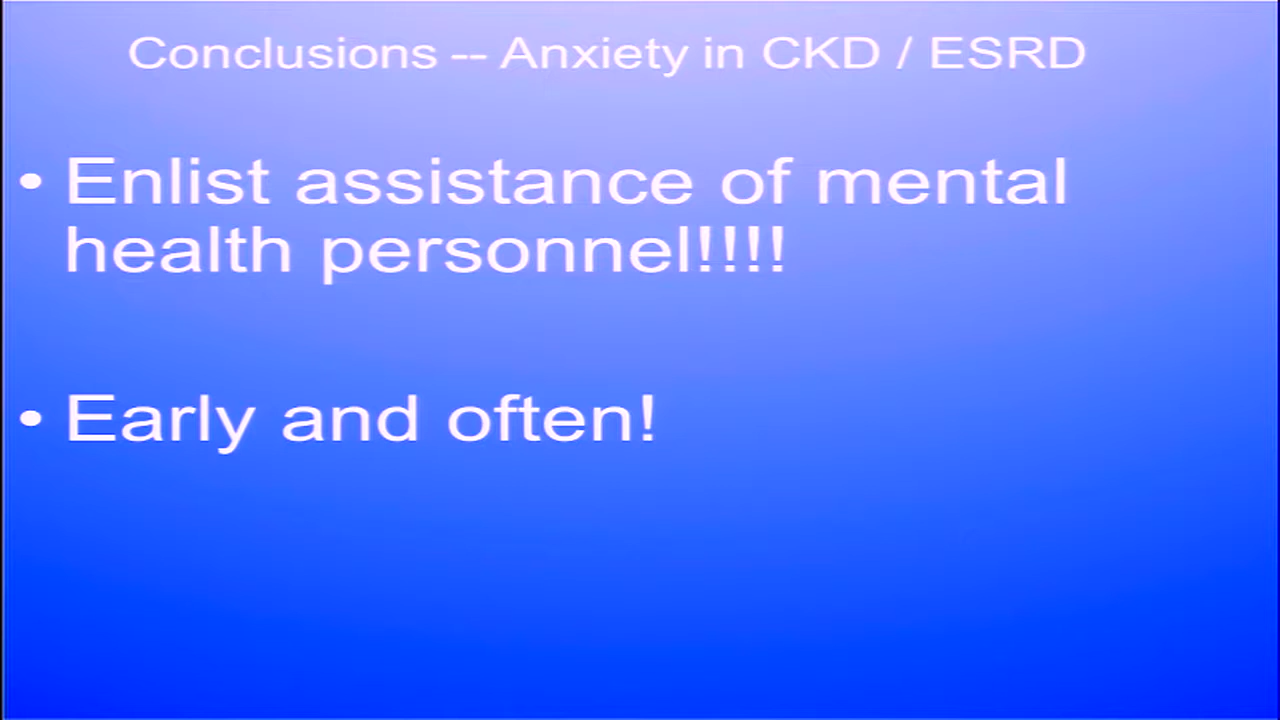 Conclusions -- Anxiety in CKD / ESRD
• Enlist assistance of mental
health personnel!!!!
• Early and often!